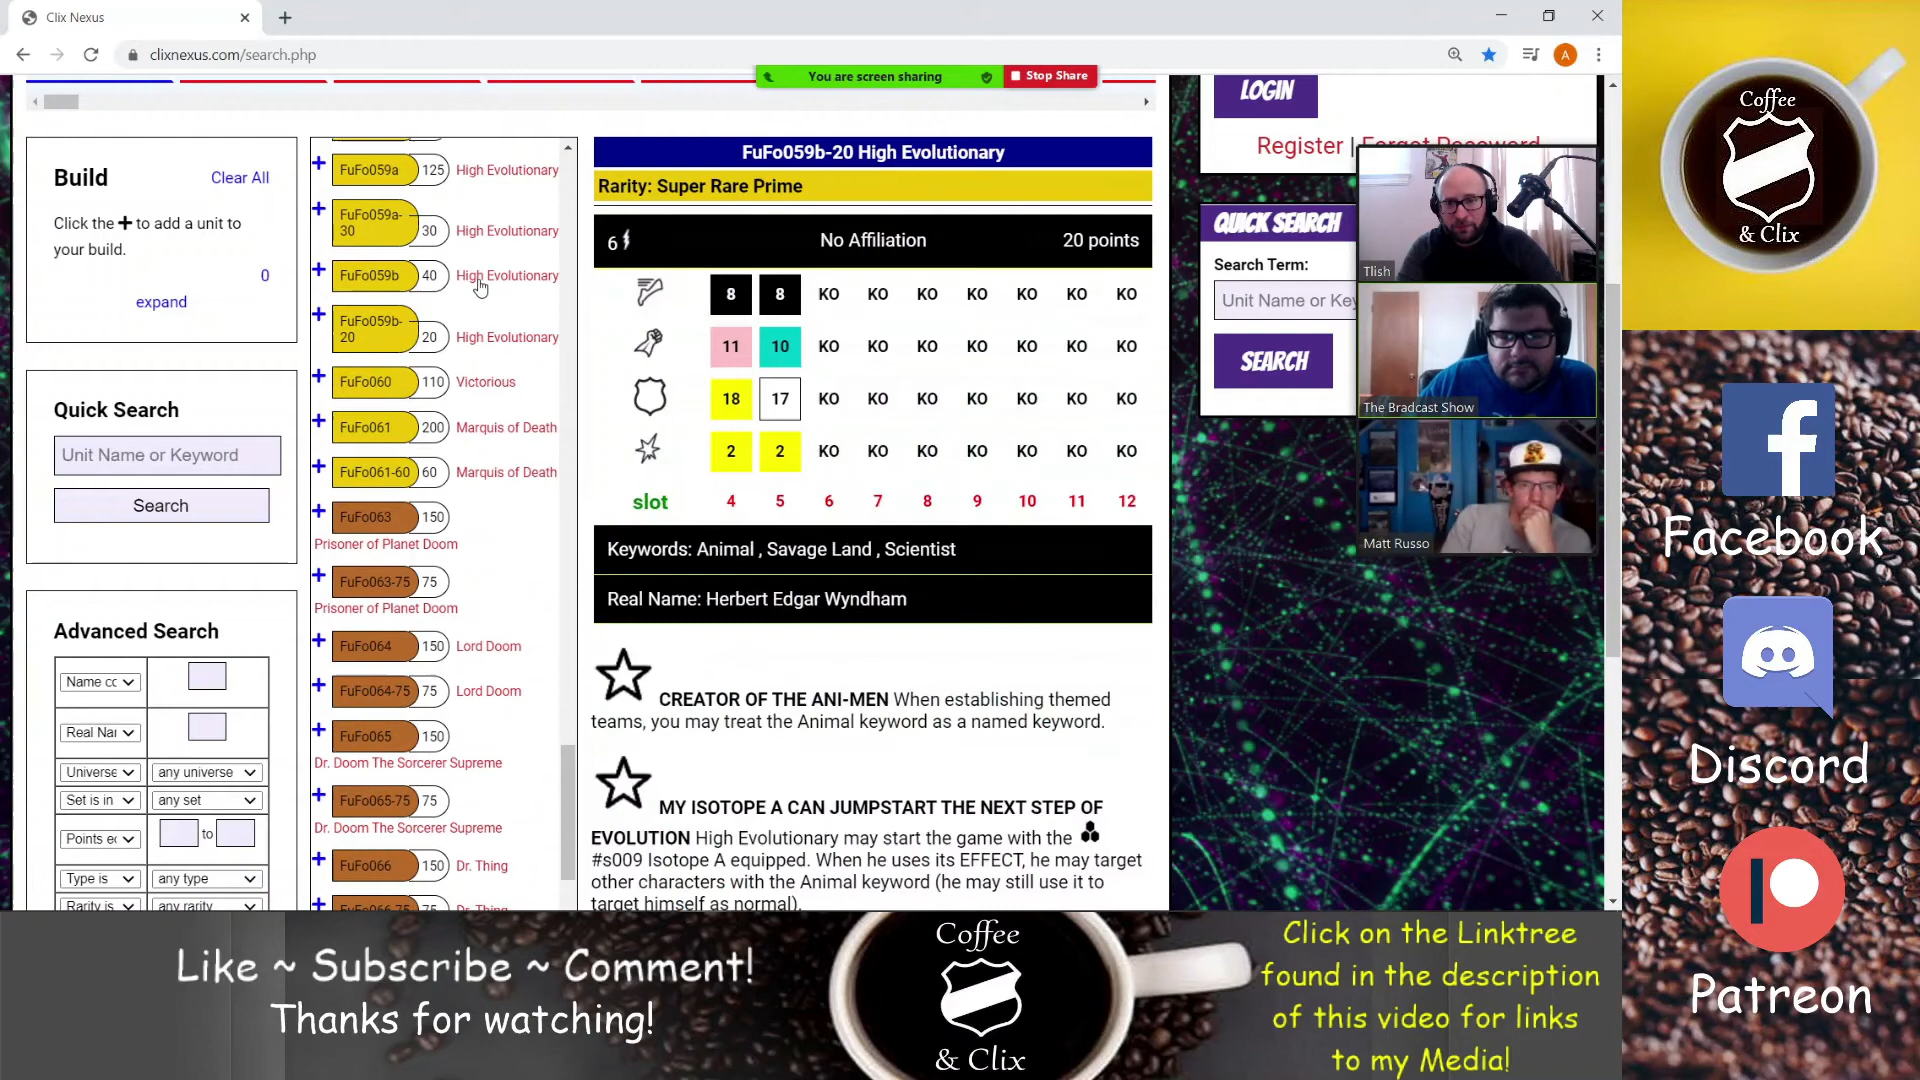 Clix Nexus
clixnexus.com/search.php
A
You are screen sharing
Stop Share
LOGIN
Register | Forgot Password
Build
Clear All
Click the + to add a unit to
your build.
0
expand
Quick Search
Unit Name or Keyword
Search
Advanced Search
Name cc
Real Nar
Universe
any universe
Set is in
any set
Points ec
to
Type is
any type
Rarity is
any rarity
FuFo059a 125 High Evolutionary
FuFo059a-
30 30 High Evolutionary
FuFo059b 40 High Evolutionary
FuFo059b-
20 20 High Evolutionary
FuFo060 110 Victorious
FuFo061 200 Marquis of Death
FuFo061-60 60 Marquis of Death
FuFo063 150
Prisoner of Planet Doom
FuFo063-75 75
Prisoner of Planet Doom
FuFo064 150 Lord Doom
FuFo064-75 75 Lord Doom
FuFo065 150
Dr. Doom The Sorcerer Supreme
FuFo065-75 75
Dr. Doom The Sorcerer Supreme
FuFo066 150 Dr. Thing
FuFo066-75 75 Dr. Thing
FuFo059b-20 High Evolutionary
Rarity: Super Rare Prime
6 No Affiliation 20 points
8 8 KO KO KO KO KO KO KO
11 10 KO KO KO KO KO KO KO
18 17 KO KO KO KO KO KO KO
2 2 KO KO KO KO KO KO KO
slot 4 5 6 7 8 9 10 11 12
Keywords: Animal , Savage Land , Scientist
Real Name: Herbert Edgar Wyndham
CREATOR OF THE ANI-MEN When establishing themed
teams, you may treat the Animal keyword as a named keyword.
MY ISOTOPE A CAN JUMPSTART THE NEXT STEP OF
EVOLUTION High Evolutionary may start the game with the
#s009 Isotope A equipped. When he uses its EFFECT, he may target
other characters with the Animal keyword (he may still use it to
target himself as normal).
QUICK SEARCH
Search Term:
Unit Name or Key
SEARCH
Tlish
The Bradcast Show
Matt Russo
Coffee
& Clix
Facebook
Discord
Patreon
Like ~ Subscribe ~ Comment!
Thanks for watching!
Coffee
& Clix
Click on the Linktree
found in the description
of this video for links
to my Media!